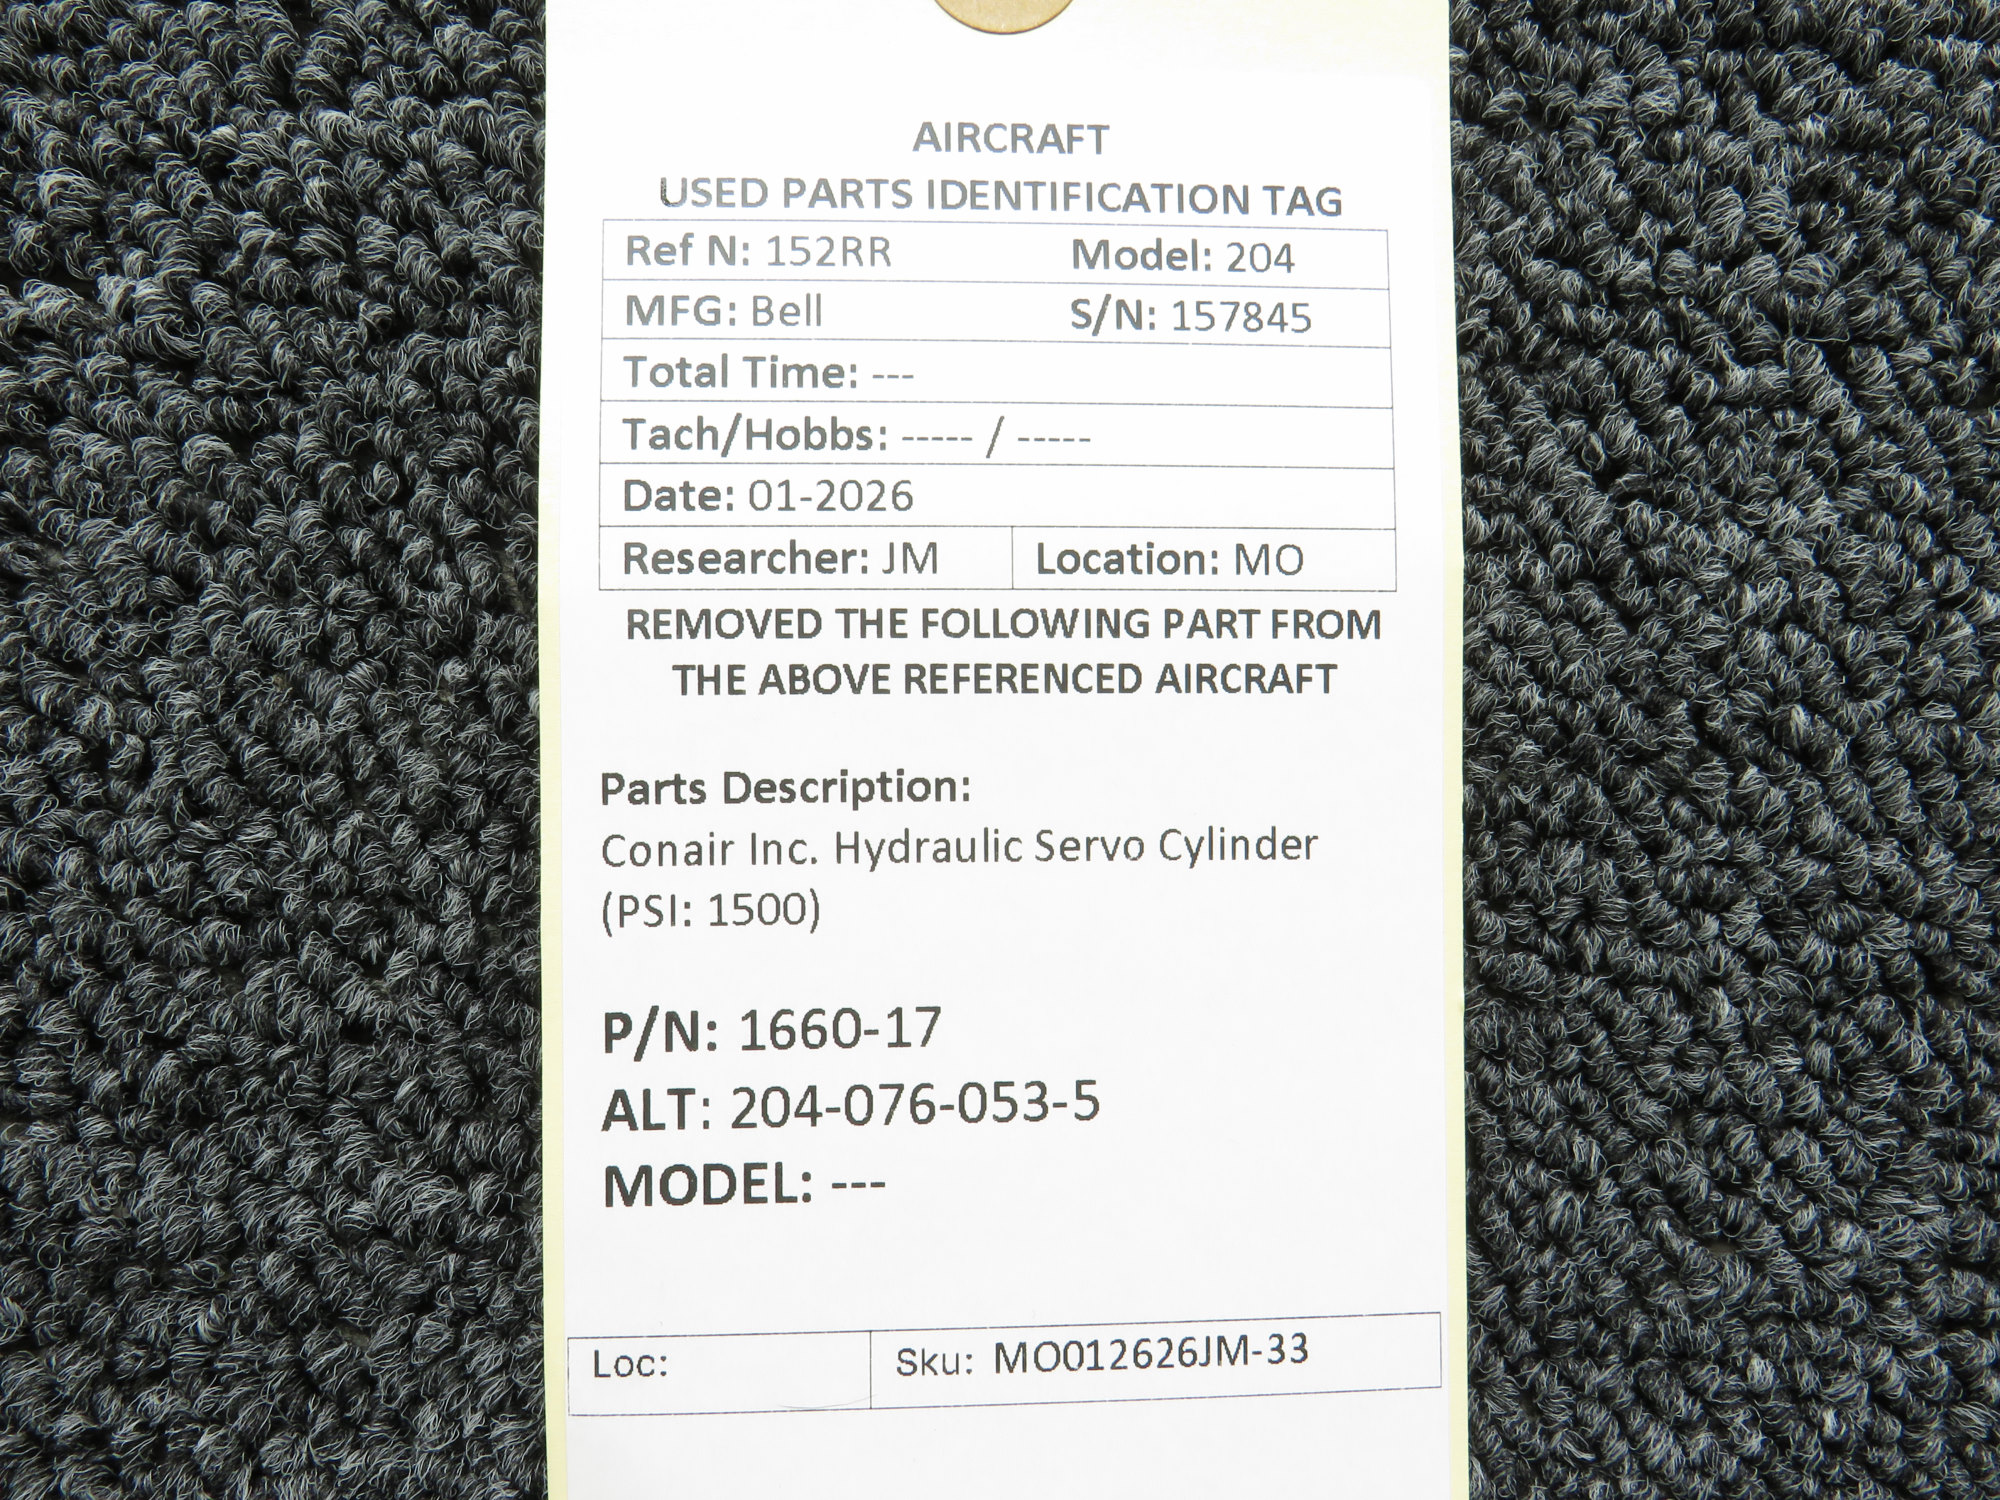 AIRCRAFT
USED PARTS IDENTIFICATION TAG
Ref N: 152RR Model: 204
MFG: Bell S/N: 157845
Total Time: ---
Tach/Hobbs: ----- / -----
Date: 01-2026
Researcher: JM Location: MO
REMOVED THE FOLLOWING PART FROM
THE ABOVE REFERENCED AIRCRAFT
Parts Description:
Conair Inc. Hydraulic Servo Cylinder
(PSI: 1500)
P/N: 1660-17
ALT: 204-076-053-5
MODEL: ---
Loc: Sku: MO012626JM-33